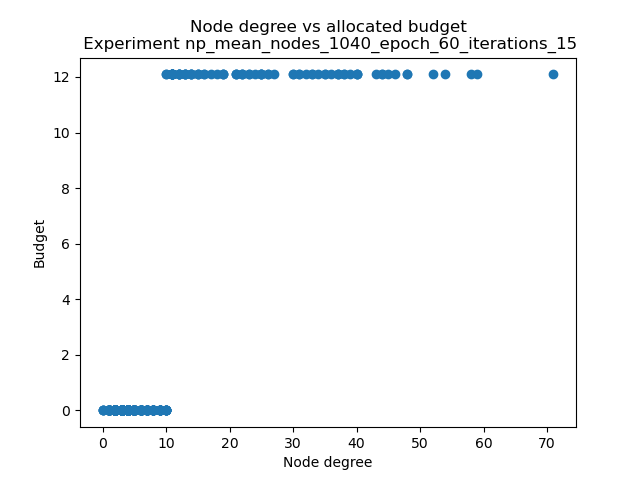 Node degree vs allocated budget
Experiment np_mean_nodes_1040_epoch_60_iterations_15
12
10
8
6
4
2
0
Budget
0 10 20 30 40 50 60 70
Node degree